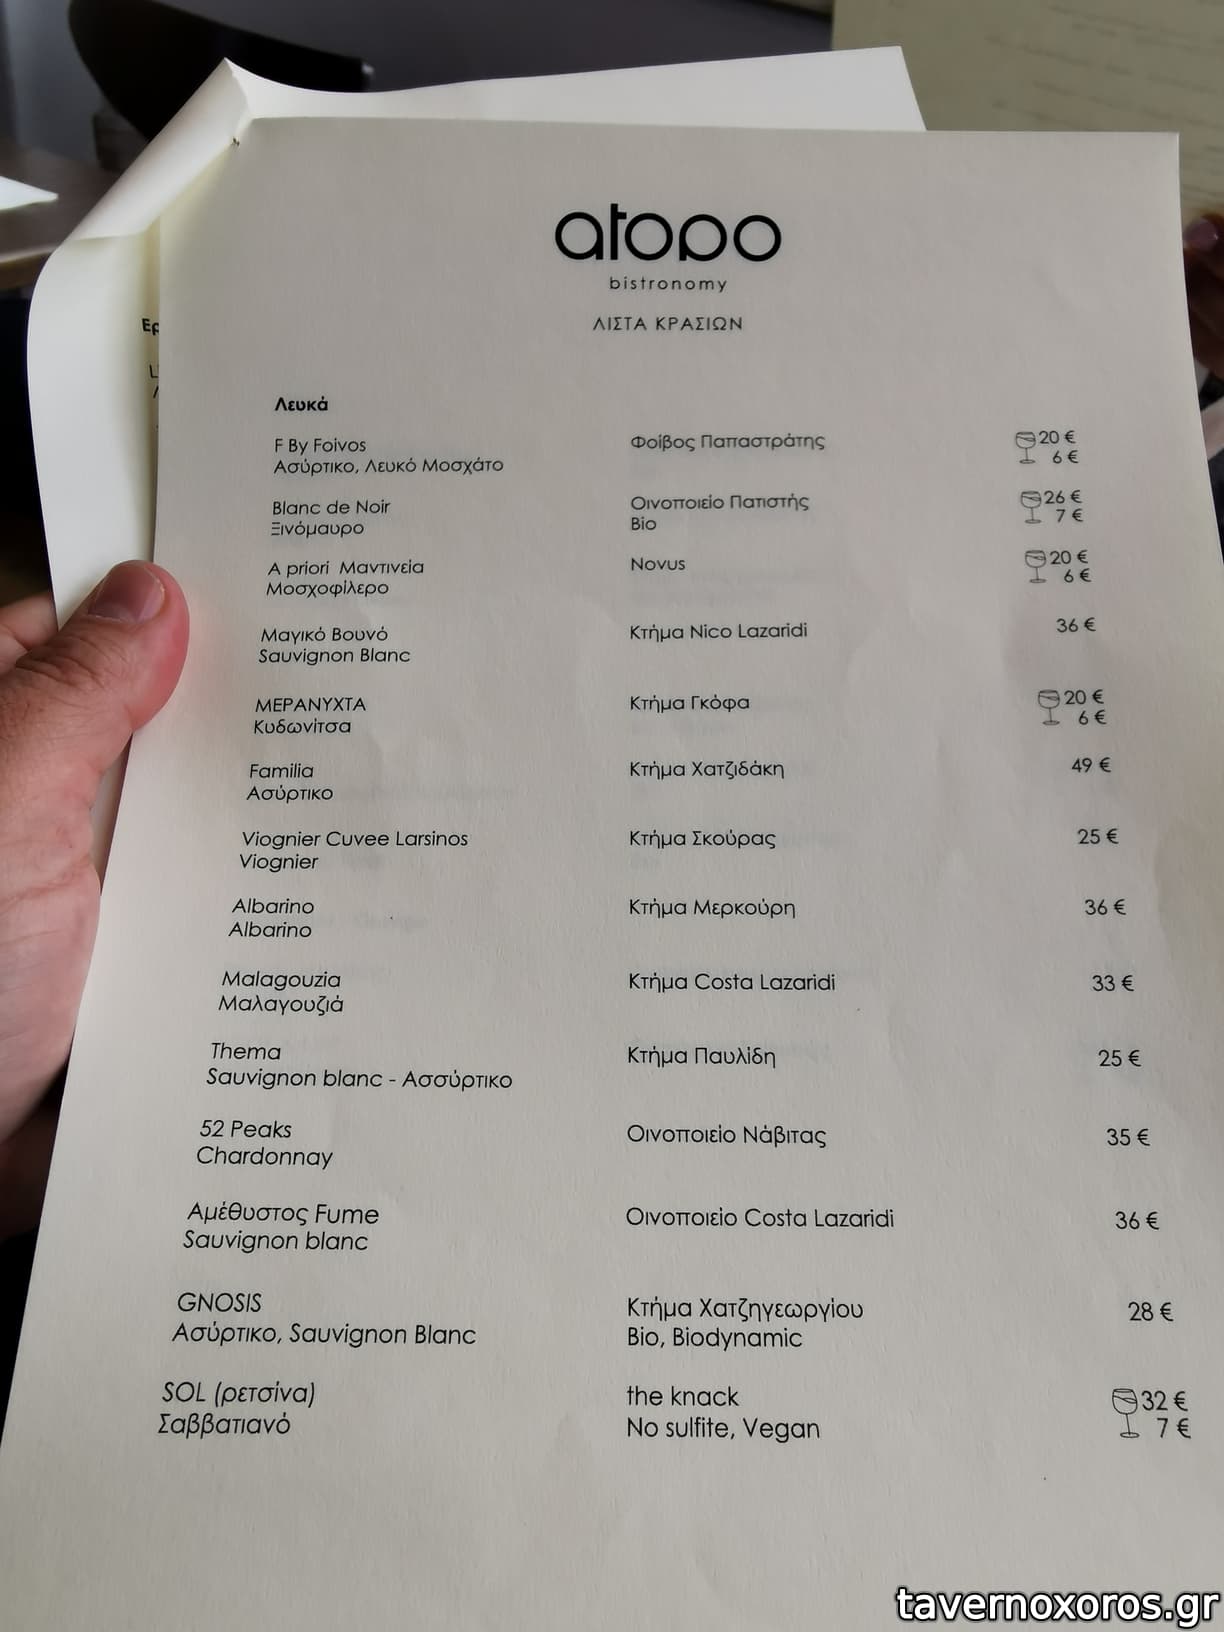 atopo
bistronomy
ΛΙΣΤΑ ΚΡΑΣΙΩΝ
Λευκά
F By Foivos Φοίβος Παπαστράτης 20 €
Ασύρτικο, Λευκό Μοσχάτο 6 €
Blanc de Noir Οινοποιείο Πατιστής 26 €
Ξινόμαυρο Bio 7 €
A priori Μαντινεία Novus 20 €
Μοσχοφίλερο 6 €
Μαγικό Βουνό Κτήμα Nico Lazaridi 36 €
Sauvignon Blanc
ΜΕΡΑΝΥΧΤΑ Κτήμα Γκόφα 20 €
Κυδωνίτσα 6 €
Familia Κτήμα Χατζιδάκη 49 €
Ασύρτικο
Viognier Cuvee Larsinos Κτήμα Σκούρας 25 €
Viognier
Albarino Κτήμα Μερκούρη 36 €
Albarino
Malagouzia Κτήμα Costa Lazaridi 33 €
Μαλαγουζιά
Thema Κτήμα Παυλίδη 25 €
Sauvignon blanc - Ασσύρτικο
52 Peaks Οινοποιείο Νάβιτας 35 €
Chardonnay
Αμέθυστος Fume Οινοποιείο Costa Lazaridi 36 €
Sauvignon blanc
GNOSIS Κτήμα Χατζηγεωργίου 28 €
Ασύρτικο, Sauvignon Blanc Bio, Biodynamic
SOL (ρετσίνα) the knack 32 €
Σαββατιανό No sulfite, Vegan 7 €
tavernoxoros.gr